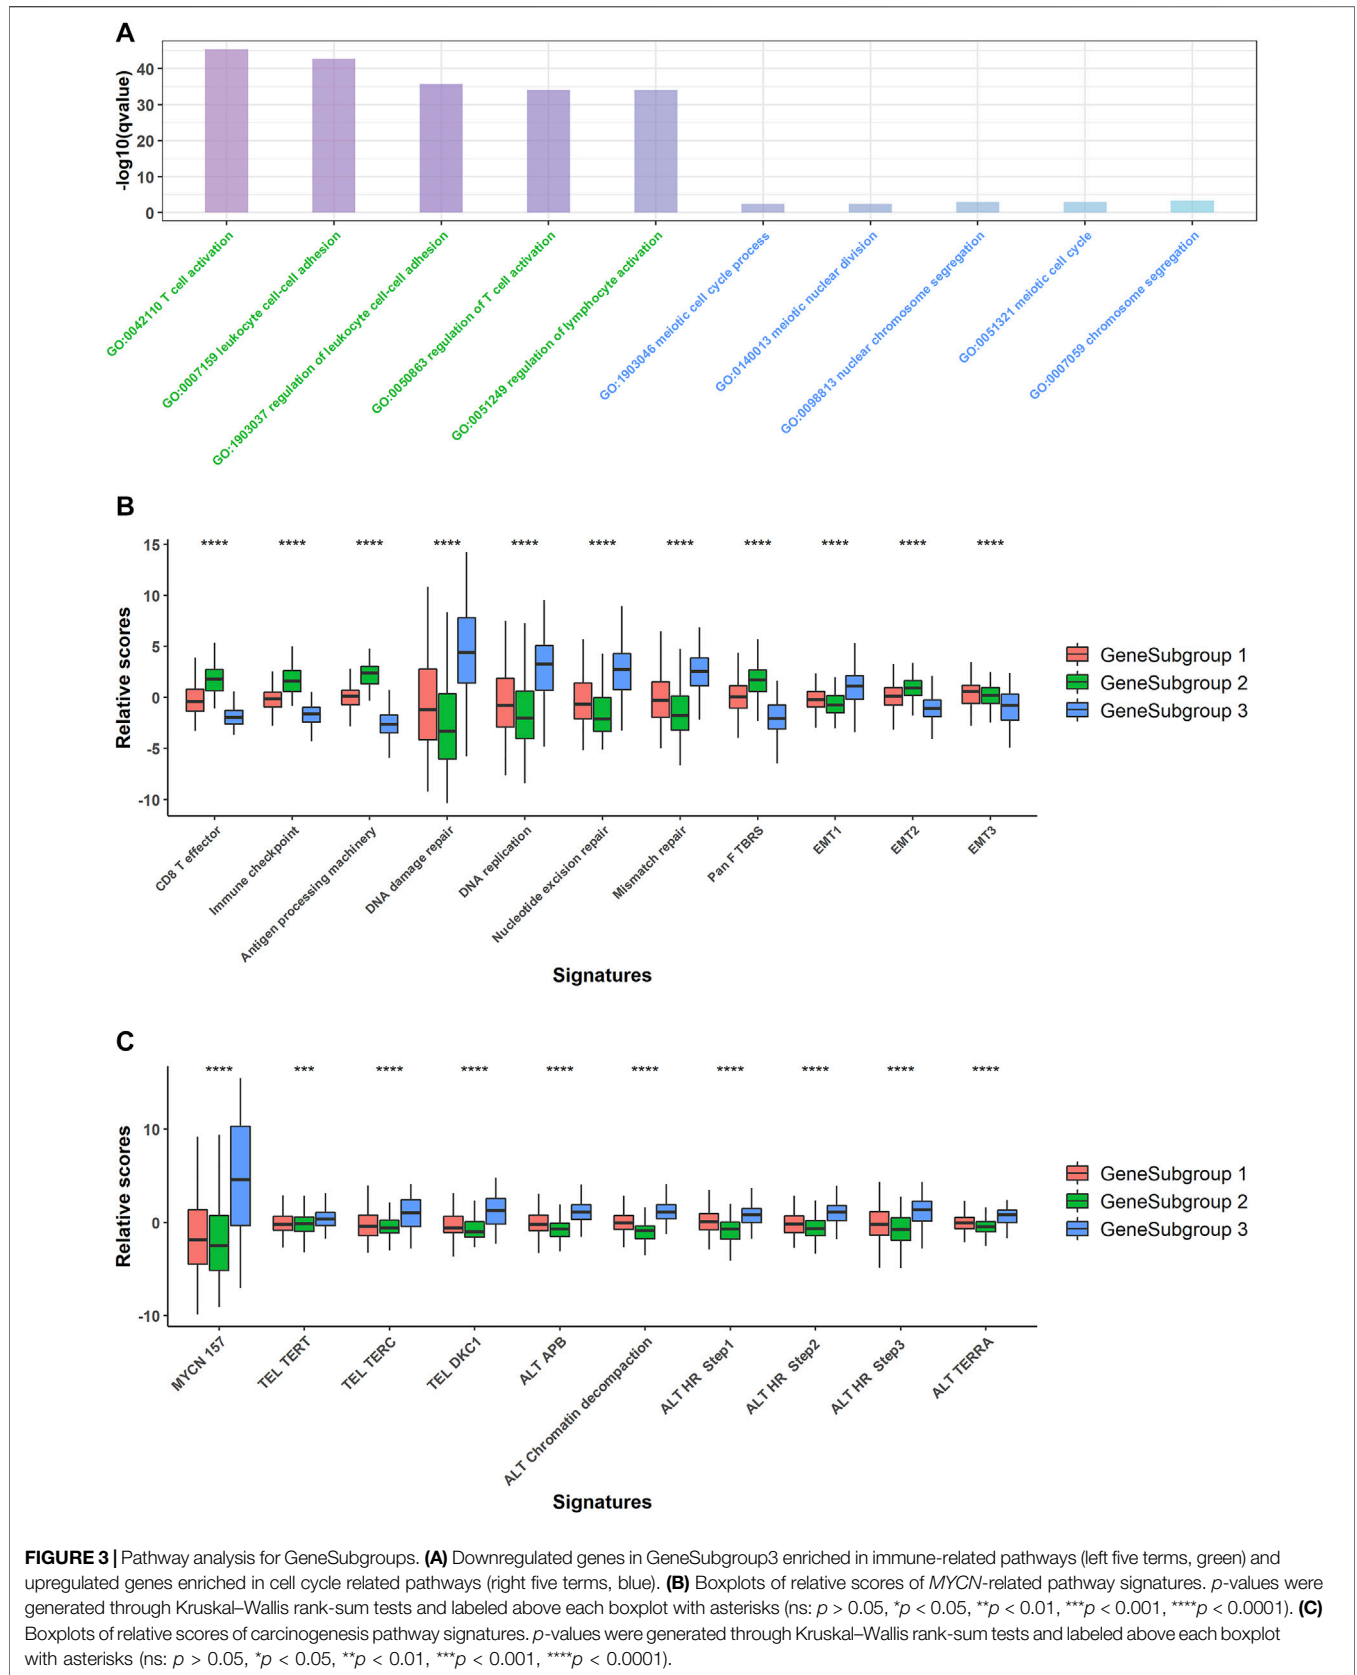 A
-log10(qvalue)
40
30
20
10
0
GO:0042110 T cell activation
GO:0007159 leukocyte cell-cell adhesion
GO:1903037 regulation of leukocyte cell-cell adhesion
GO:0050863 regulation of T cell activation
GO:0051249 regulation of lymphocyte activation
GO:1903046 meiotic cell cycle process
GO:0140013 meiotic nuclear division
GO:0098813 nuclear chromosome segregation
GO:0051321 meiotic cell cycle
GO:0007059 chromosome segregation
B
Relative scores
15
10
5
0
-5
-10
**** **** **** **** **** **** **** **** **** **** ****
CD8 T effector
Immune checkpoint
Antigen processing machinery
DNA damage repair
DNA replication
Nucleotide excision repair
Mismatch repair
Pan F TBRS
EMT1
EMT2
EMT3
Signatures
GeneSubgroup 1
GeneSubgroup 2
GeneSubgroup 3
C
Relative scores
10
0
-10
**** *** **** **** **** **** **** **** **** ****
MYCN 157
TEL TERT
TEL TERC
TEL DKC1
ALT APB
ALT Chromatin decompaction
ALT HR Step1
ALT HR Step2
ALT HR Step3
ALT TERRA
Signatures
GeneSubgroup 1
GeneSubgroup 2
GeneSubgroup 3
FIGURE 3 | Pathway analysis for GeneSubgroups. (A) Downregulated genes in GeneSubgroup3 enriched in immune-related pathways (left five terms, green) and
upregulated genes enriched in cell cycle related pathways (right five terms, blue). (B) Boxplots of relative scores of MYCN-related pathway signatures. p-values were
generated through Kruskal–Wallis rank-sum tests and labeled above each boxplot with asterisks (ns: p > 0.05, *p < 0.05, **p < 0.01, ***p < 0.001, ****p < 0.0001). (C)
Boxplots of relative scores of carcinogenesis pathway signatures. p-values were generated through Kruskal–Wallis rank-sum tests and labeled above each boxplot
with asterisks (ns: p > 0.05, *p < 0.05, **p < 0.01, ***p < 0.001, ****p < 0.0001).